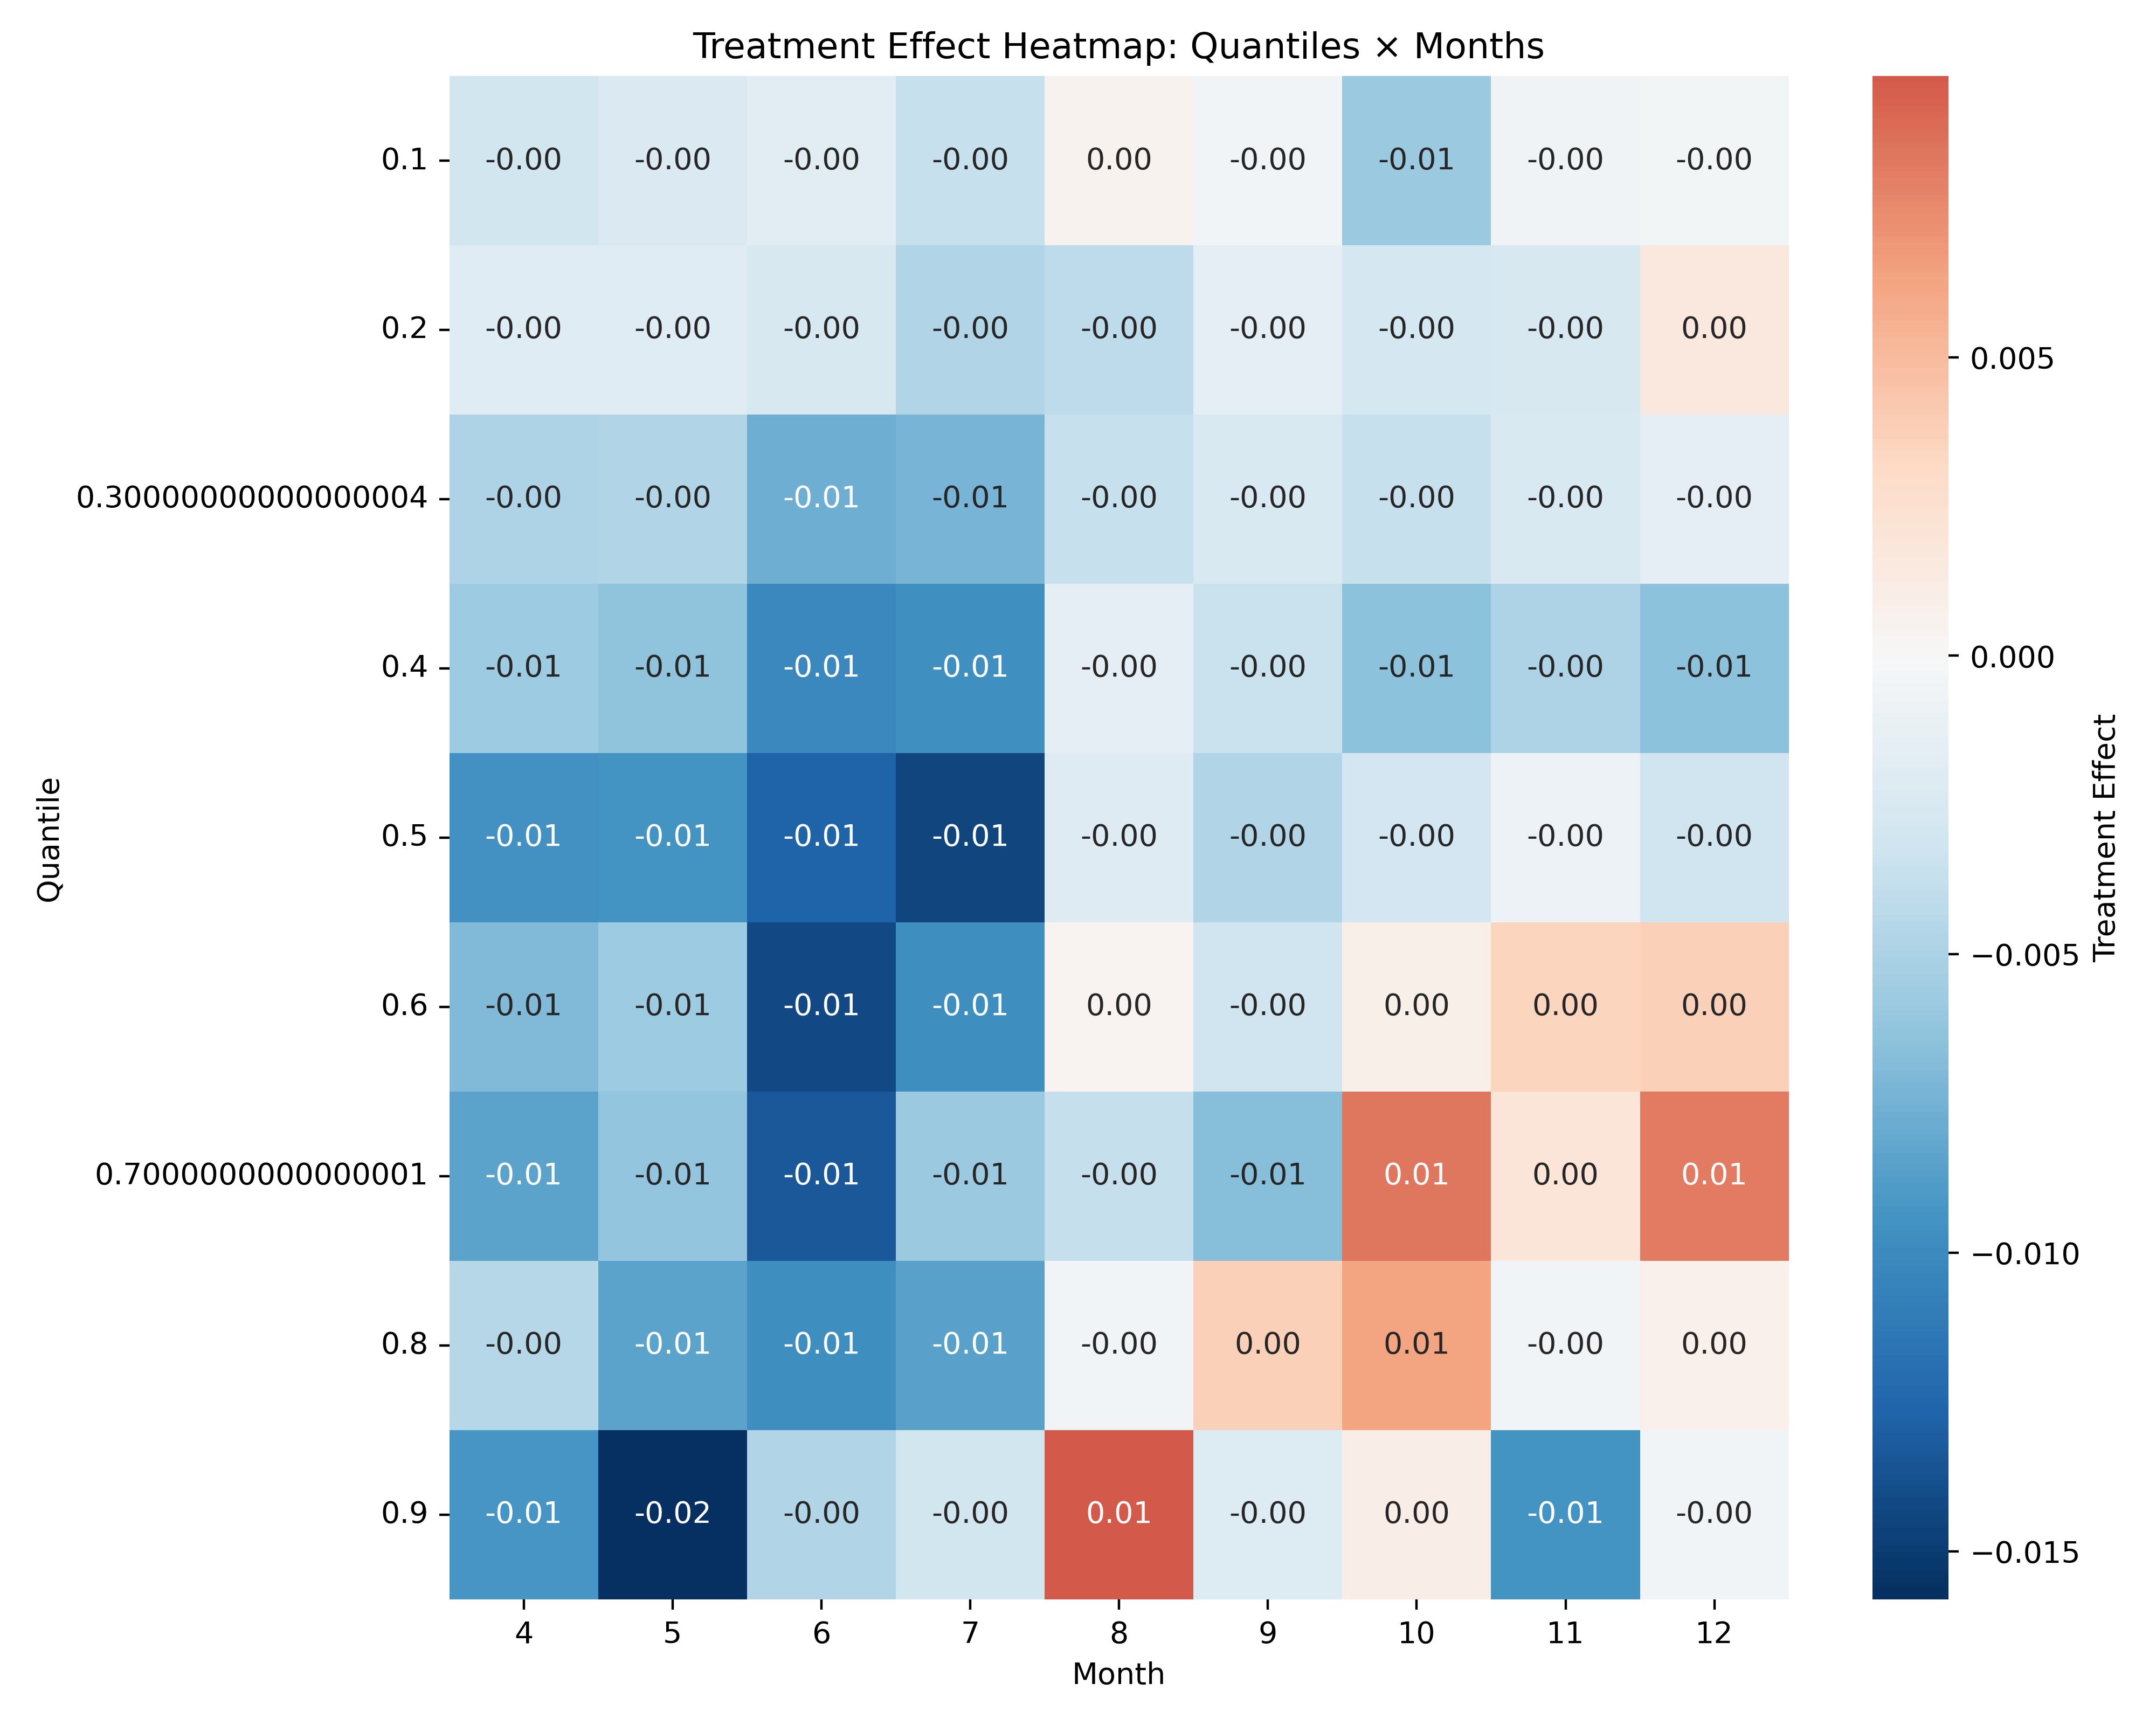 Treatment Effect Heatmap: Quantiles × Months
0.1 -0.00 -0.00 -0.00 -0.00 0.00 -0.00 -0.01 -0.00 -0.00
0.2 -0.00 -0.00 -0.00 -0.00 -0.00 -0.00 -0.00 -0.00 0.00
0.30000000000000004 -0.00 -0.00 -0.01 -0.01 -0.00 -0.00 -0.00 -0.00 -0.00
0.4 -0.01 -0.01 -0.01 -0.01 -0.00 -0.00 -0.01 -0.00 -0.01
0.5 -0.01 -0.01 -0.01 -0.01 -0.00 -0.00 -0.00 -0.00 -0.00
0.6 -0.01 -0.01 -0.01 -0.01 0.00 -0.00 0.00 0.00 0.00
0.7000000000000001 -0.01 -0.01 -0.01 -0.01 -0.00 -0.01 0.01 0.00 0.01
0.8 -0.00 -0.01 -0.01 -0.01 -0.00 0.00 0.01 -0.00 0.00
0.9 -0.01 -0.02 -0.00 -0.00 0.01 -0.00 0.00 -0.01 -0.00
4 5 6 7 8 9 10 11 12
Month
Quantile
0.005
0.000
−0.005
−0.010
−0.015
Treatment Effect